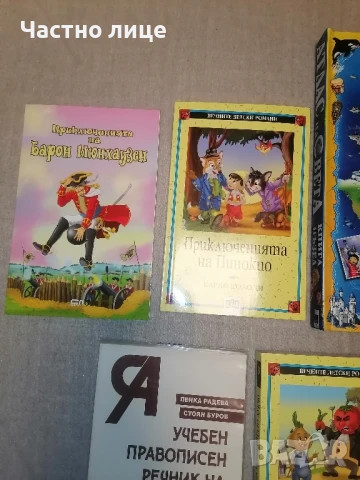 Частно лице
Приключенията
на
Барон Мюнхаузен
ВЕЧНИТЕ ДЕТСКИ РОМАНИ
Приключенията
на Пинокио
ПЕНКА РАДЕВА
СТОЯН БУРОВ
УЧЕБЕН
ПРАВОПИСЕН
РЕЧНИК НА
ВЕЧНИТЕ ДЕТСКИ РО